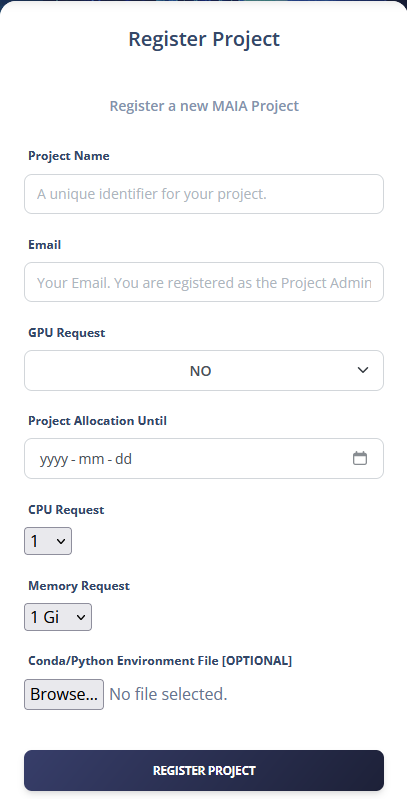 Register Project
Register a new MAIA Project
Project Name
A unique identifier for your project.
Email
Your Email. You are registered as the Project Admin
GPU Request
NO
Project Allocation Until
yyyy - mm - dd
CPU Request
1
Memory Request
1 Gi
Conda/Python Environment File [OPTIONAL]
Browse... No file selected.
REGISTER PROJECT